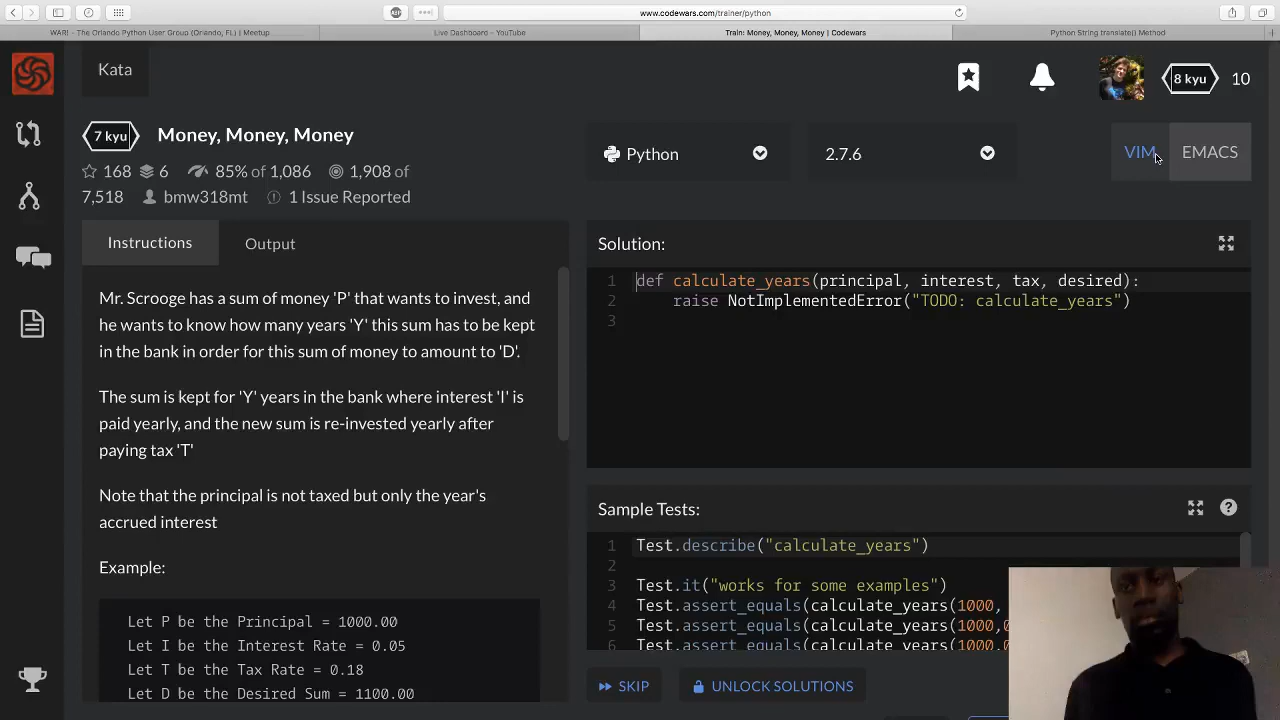 www.codewars.com/trainer/python
WAR! - The Orlando Python User Group (Orlando, FL) | Meetup
Live Dashboard - YouTube
Train: Money, Money, Money | Codewars
Python String translate() Method
Kata
8 kyu
10
7 kyu
Money, Money, Money
168
6
85% of 1,086
1,908 of
7,518
bmw318mt
1 Issue Reported
Python
2.7.6
VIM
EMACS
Instructions
Output
Mr. Scrooge has a sum of money 'P' that wants to invest, and
he wants to know how many years 'Y' this sum has to be kept
in the bank in order for this sum of money to amount to 'D'.
The sum is kept for 'Y' years in the bank where interest 'I' is
paid yearly, and the new sum is re-invested yearly after
paying tax 'T'
Note that the principal is not taxed but only the year's
accrued interest
Example:
Let P be the Principal = 1000.00
Let I be the Interest Rate = 0.05
Let T be the Tax Rate = 0.18
Let D be the Desired Sum = 1100.00
Solution:
1 def calculate_years(principal, interest, tax, desired):
2 raise NotImplementedError("TODO: calculate_years")
3
Sample Tests:
1 Test.describe("calculate_years")
2
3 Test.it("works for some examples")
4 Test.assert_equals(calculate_years(1000,
5 Test.assert_equals(calculate_years(1000,0
6 Test.assert_equals(calculate_years(1000,
SKIP
UNLOCK SOLUTIONS